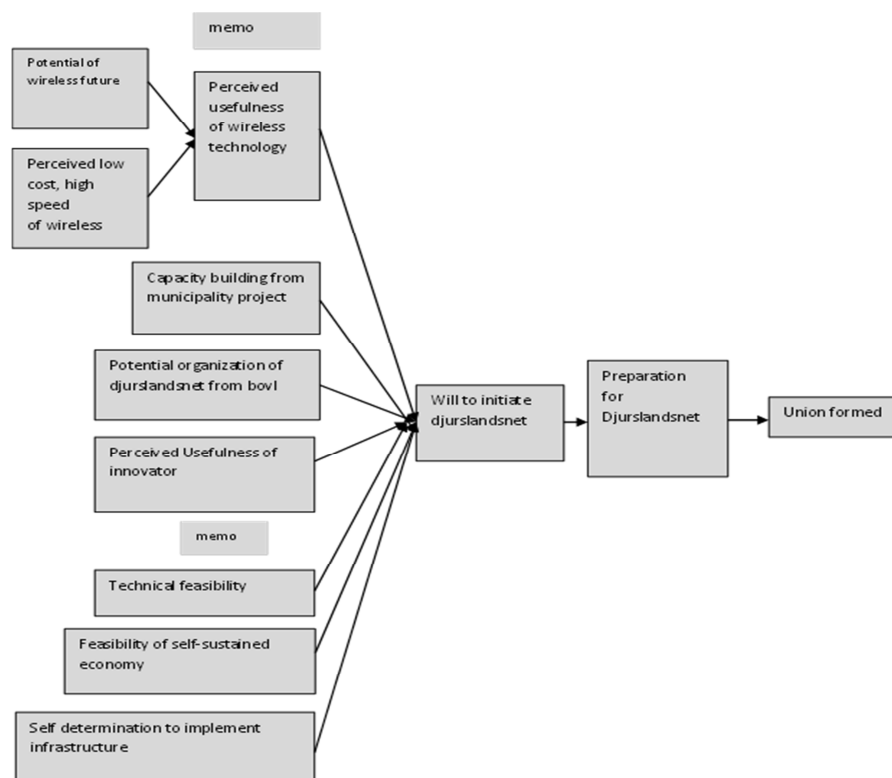 memo
Potential of
wireless future
Perceived
usefulness
of wireless
technology
Perceived low
cost, high
speed
of wireless
Capacity building from
municipality project
Potential organization of
djurslandsnet from bovl
Perceived Usefulness of
innovator
memo
Technical feasibility
Feasibility of self-sustained
economy
Self determination to implement
infrastructure
Will to initiate
djurslandsnet
Preparation
for
Djurslandsnet
Union formed